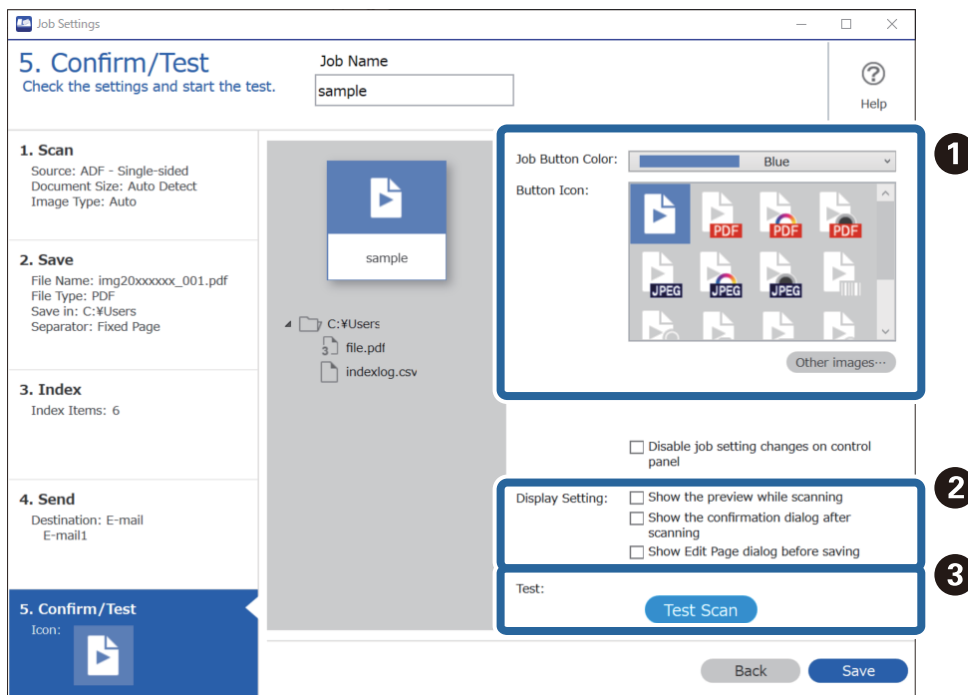 Job Settings
5. Confirm/Test
Check the settings and start the test.
Job Name
sample
Help
1. Scan
Source: ADF - Single-sided
Document Size: Auto Detect
Image Type: Auto
2. Save
File Name: img20xxxxxx_001.pdf
File Type: PDF
Save in: C:¥Users
Separator: Fixed Page
3. Index
Index Items: 6
4. Send
Destination: E-mail
E-mail1
5. Confirm/Test
Icon:
sample
C:¥Users
3 file.pdf
indexlog.csv
1
Job Button Color: Blue
Button Icon:
PDF PDF PDF
JPEG JPEG JPEG
Other images···
Disable job setting changes on control
panel
2
Display Setting: Show the preview while scanning
Show the confirmation dialog after
scanning
Show Edit Page dialog before saving
3
Test:
Test Scan
Back Save